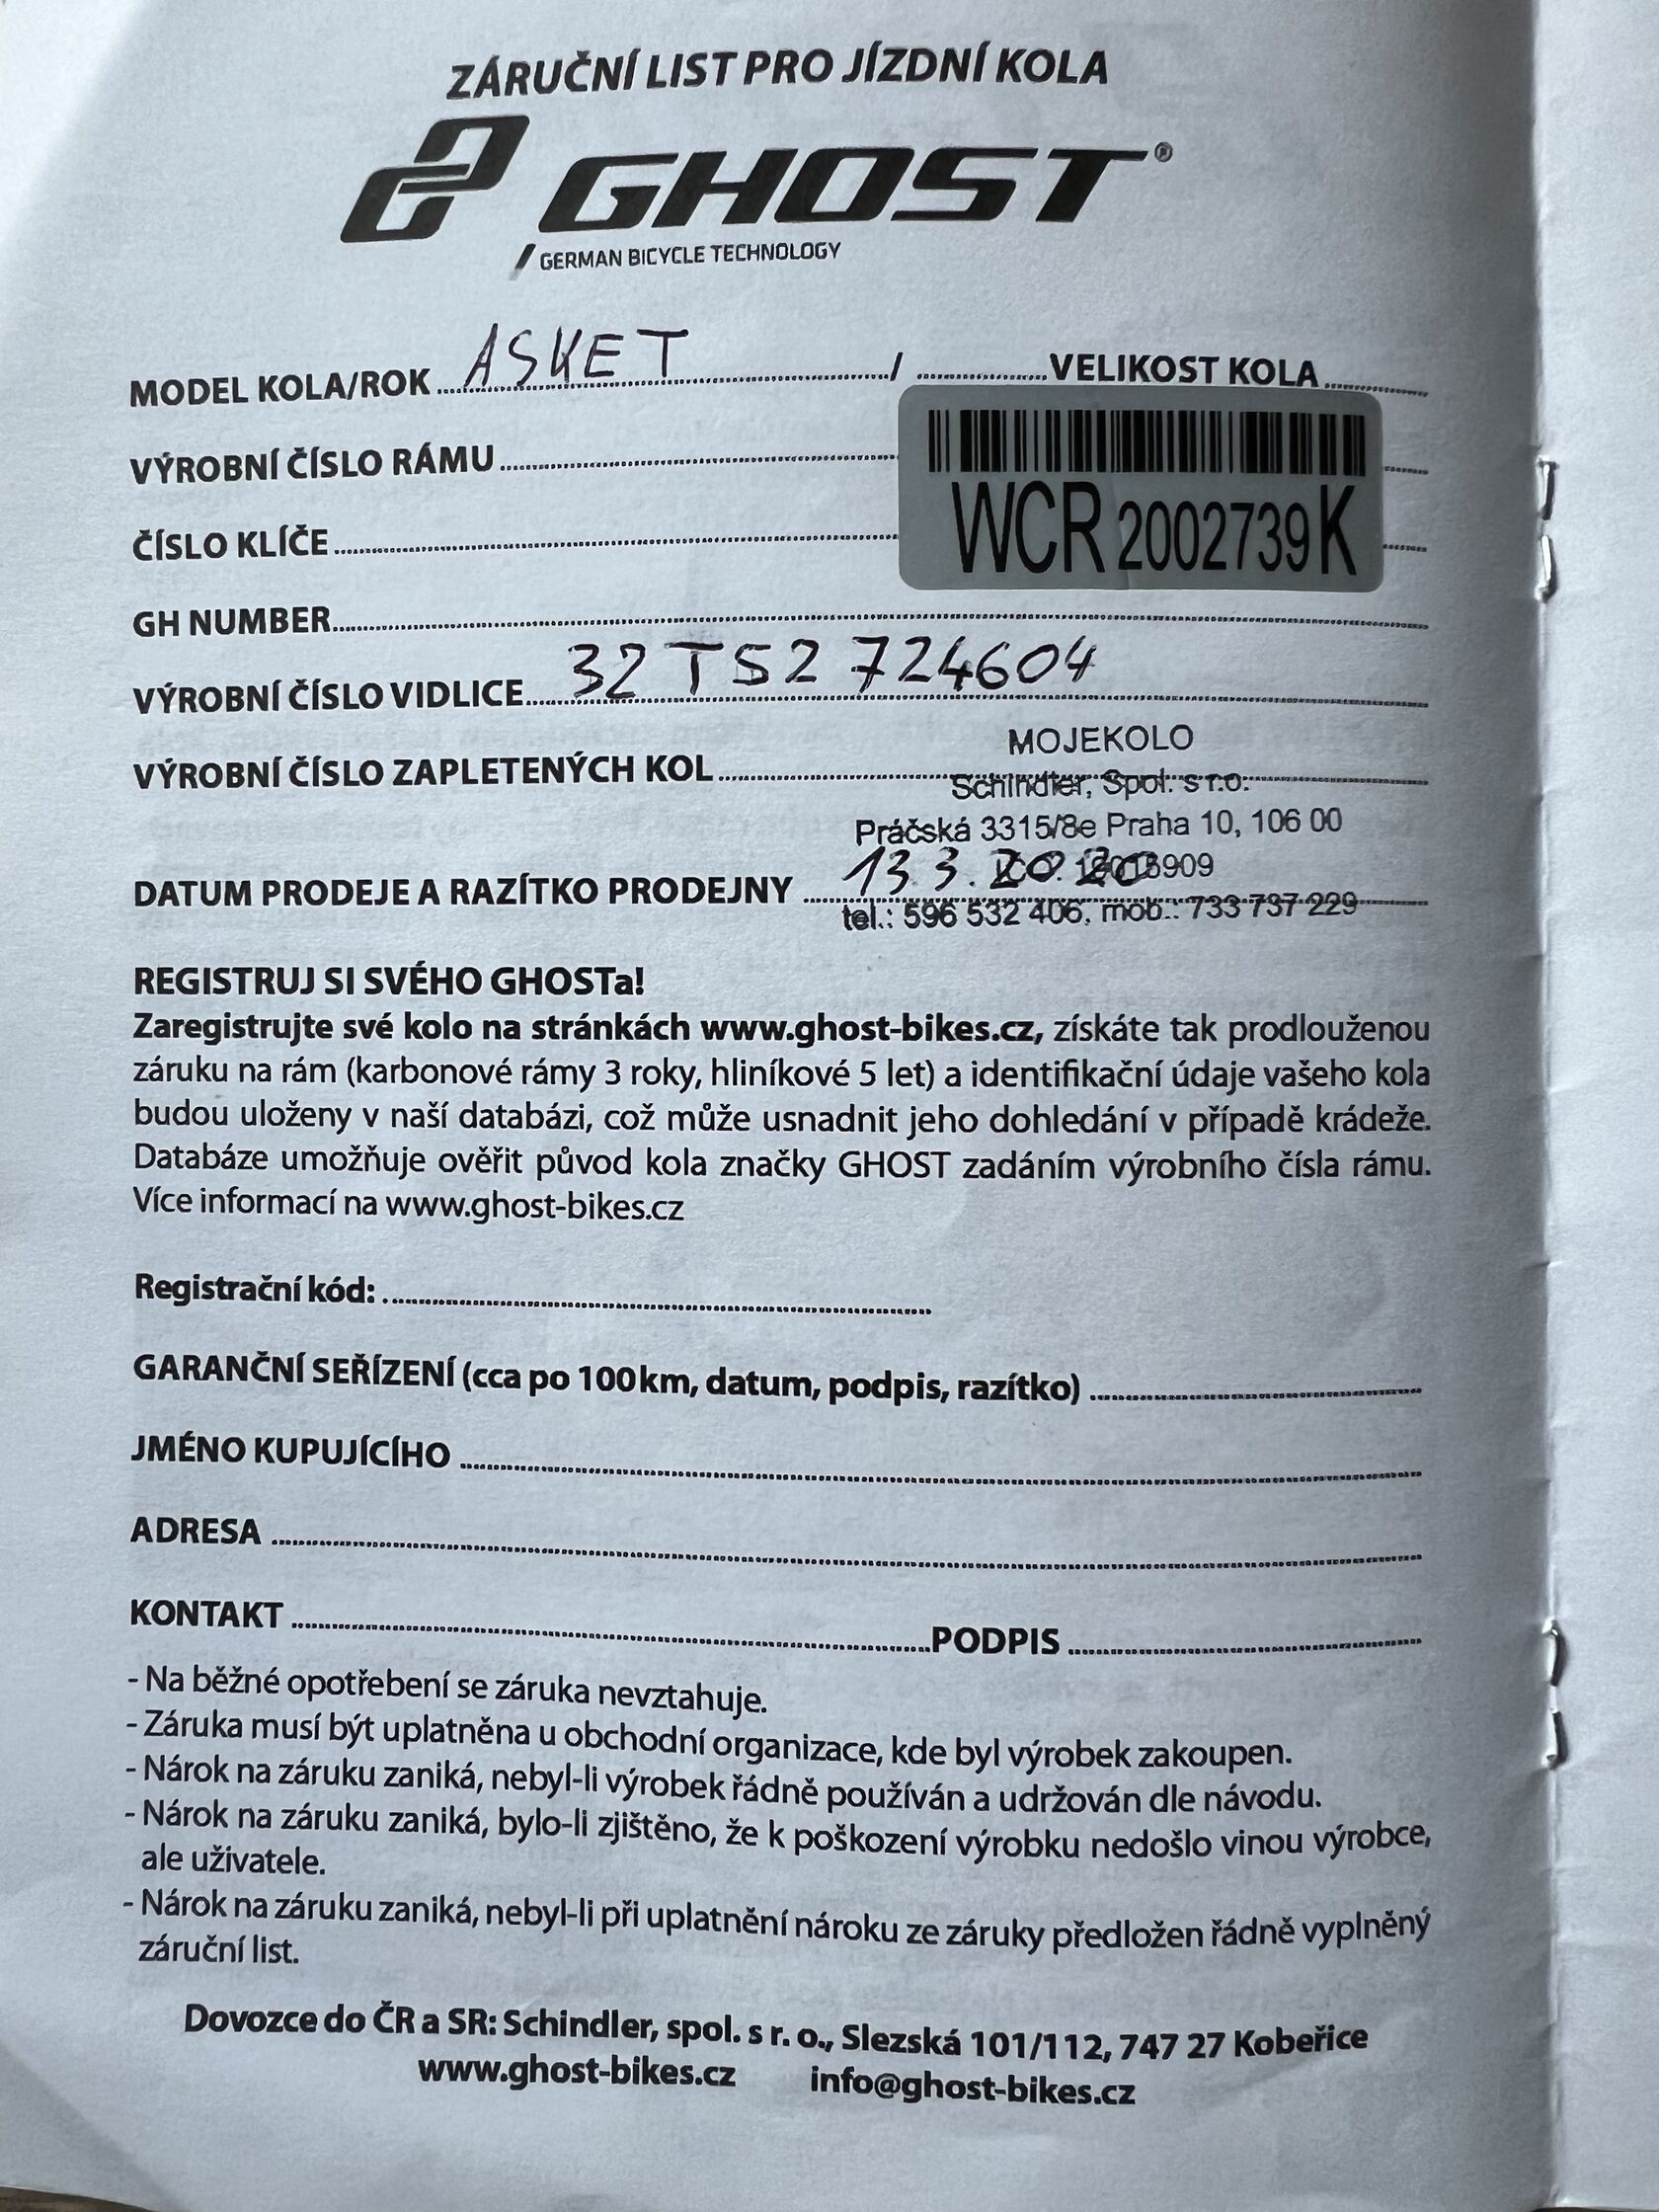 ZÁRUČNÍ LIST PRO JÍZDNÍ KOLA
GHOST®
GERMAN BICYCLE TECHNOLOGY
MODEL KOLA/ROK ASKET / VELIKOST KOLA
VÝROBNÍ ČÍSLO RÁMU
WCR 2002739 K
ČÍSLO KLÍČE
GH NUMBER
VÝROBNÍ ČÍSLO VIDLICE 32 TS2 724604
MOJEKOLO
VÝROBNÍ ČÍSLO ZAPLETENÝCH KOL
Schindler, Spol. s r.o.
Práčská 3315/8e Praha 10, 106 00
DATUM PRODEJE A RAZÍTKO PRODEJNY 13.3.2020
tel.: 596 532 406, mob.: 733 737 229
REGISTRUJ SI SVÉHO GHOSTa!
Zaregistrujte své kolo na stránkách www.ghost-bikes.cz, získáte tak prodlouženou
záruku na rám (karbonové rámy 3 roky, hliníkové 5 let) a identifikační údaje vašeho kola
budou uloženy v naší databázi, což může usnadnit jeho dohledání v případě krádeže.
Databáze umožňuje ověřit původ kola značky GHOST zadáním výrobního čísla rámu.
Více informací na www.ghost-bikes.cz
Registrační kód:
GARANČNÍ SEŘÍZENÍ (cca po 100 km, datum, podpis, razítko)
JMÉNO KUPUJÍCÍHO
ADRESA
KONTAKT PODPIS
- Na běžné opotřebení se záruka nevztahuje.
- Záruka musí být uplatněna u obchodní organizace, kde byl výrobek zakoupen.
- Nárok na záruku zaniká, nebyl-li výrobek řádně používán a udržován dle návodu.
- Nárok na záruku zaniká, bylo-li zjištěno, že k poškození výrobku nedošlo vinou výrobce,
ale uživatele.
- Nárok na záruku zaniká, nebyl-li při uplatnění nároku ze záruky předložen řádně vyplněný
záruční list.
Dovozce do ČR a SR: Schindler, spol. s r. o., Slezská 101/112, 747 27 Kobeřice
www.ghost-bikes.cz info@ghost-bikes.cz